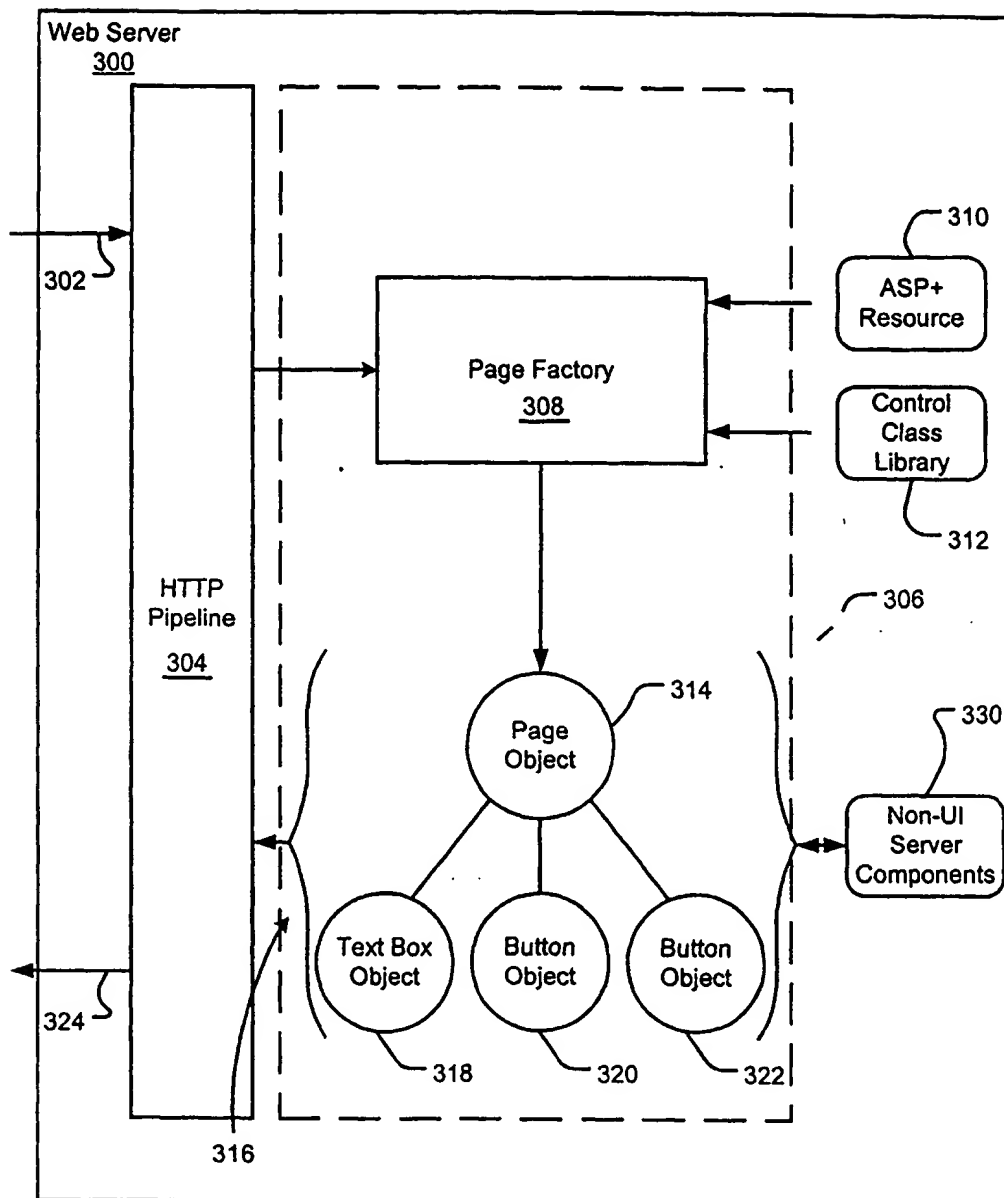 Web Server
300
302
310
ASP+
Resource
Page Factory
308
Control
Class
Library
312
HTTP
Pipeline
304
306
314
Page
Object
330
Non-UI
Server
Components
Text Box
Object
Button
Object
Button
Object
324
318
320
322
316